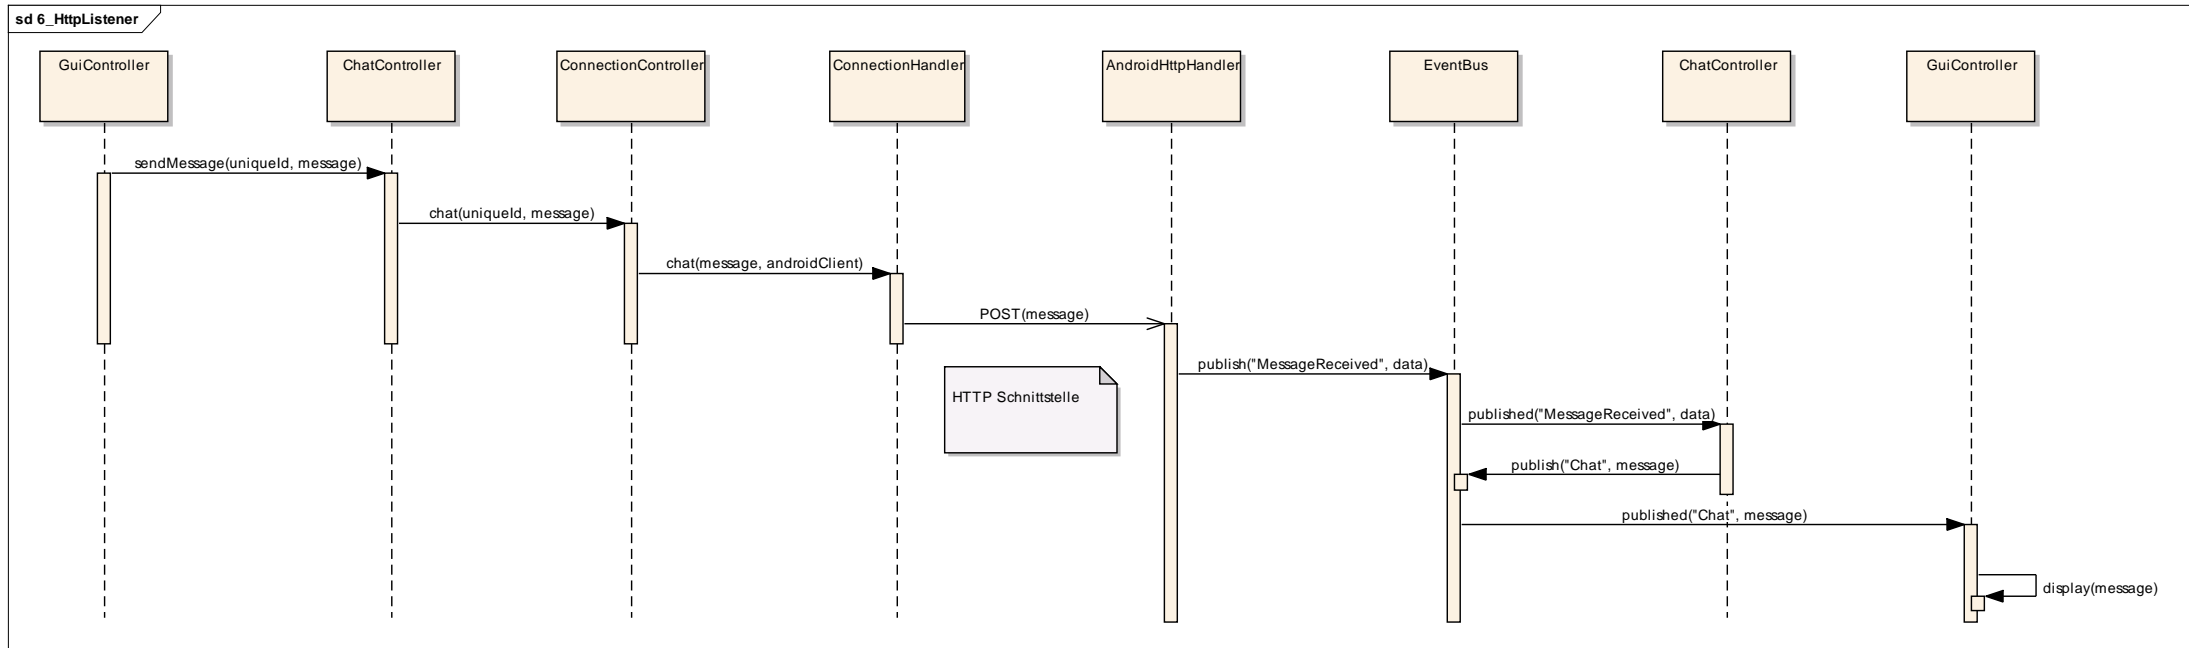 sd 6_HttpListener
GuiController
ChatController
ConnectionController
ConnectionHandler
AndroidHttpHandler
EventBus
ChatController
GuiController
sendMessage(uniqueId, message)
chat(uniqueId, message)
chat(message, androidClient)
POST(message)
publish("MessageReceived", data)
HTTP Schnittstelle
published("MessageReceived", data)
publish("Chat", message)
published("Chat", message)
display(message)